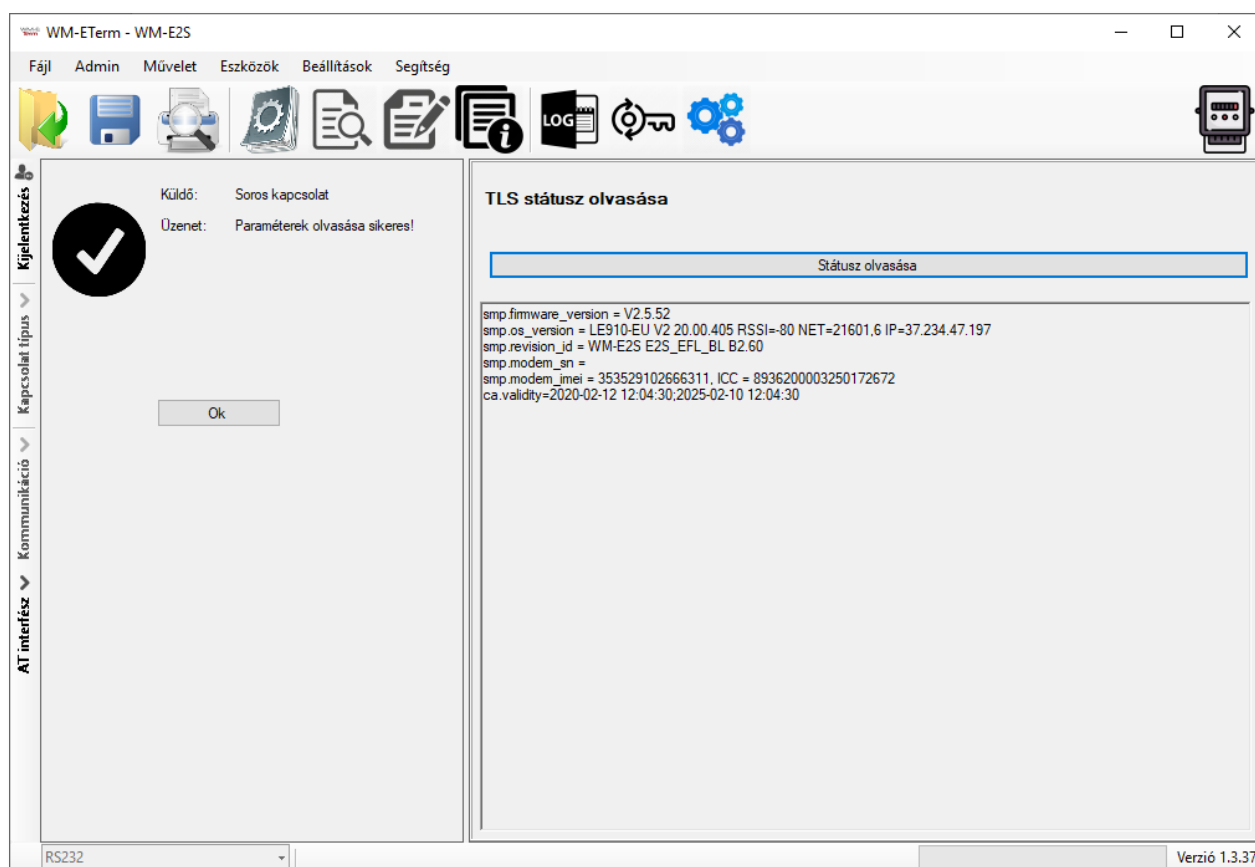 WM-ETerm - WM-E2S
Fájl Admin Művelet Eszközök Beállítások Segítség
LOG
Kijelentkezés
Kapcsolat típus
Kommunikáció
AT interfész
Küldő: Soros kapcsolat
Üzenet: Paraméterek olvasása sikeres!
Ok
TLS státusz olvasása
Státusz olvasása
smp.firmware_version = V2.5.52
smp.os_version = LE910-EU V2 20.00.405 RSSI=-80 NET=21601,6 IP=37.234.47.197
smp.revision_id = WM-E2S E2S_EFL_BL B2.60
smp.modem_sn =
smp.modem_imei = 353529102666311, ICC = 8936200003250172672
ca.validity=2020-02-12 12:04:30;2025-02-10 12:04:30
RS232
Verzió 1.3.37